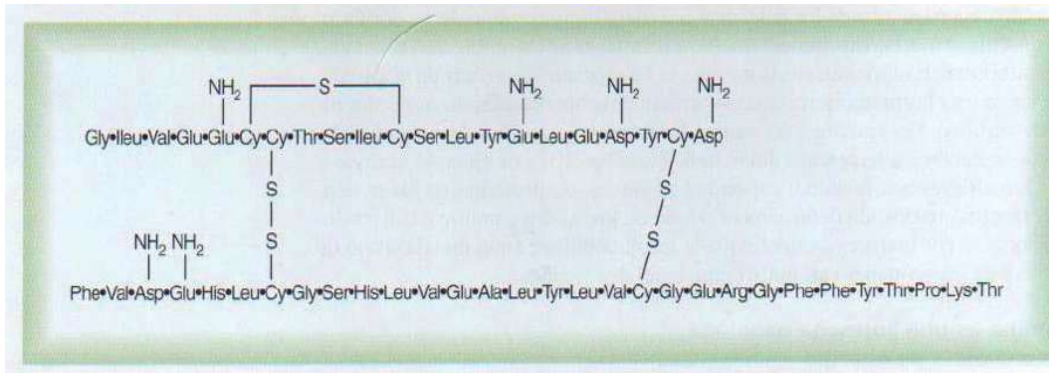 NH2 S NH2 NH2 NH2
Gly•Ileu•Val•Glu•Glu•Cy•Cy•Thr•Ser•Ileu•Cy•Ser•Leu•Tyr•Glu•Leu•Glu•Asp•Tyr•Cy•Asp
S S
S S
NH2 NH2
Phe•Val•Asp•Glu•His•Leu•Cy•Gly•Ser•His•Leu•Val•Glu•Ala•Leu•Tyr•Leu•Val•Cy•Gly•Glu•Arg•Gly•Phe•Phe•Tyr•Thr•Pro•Lys•Thr